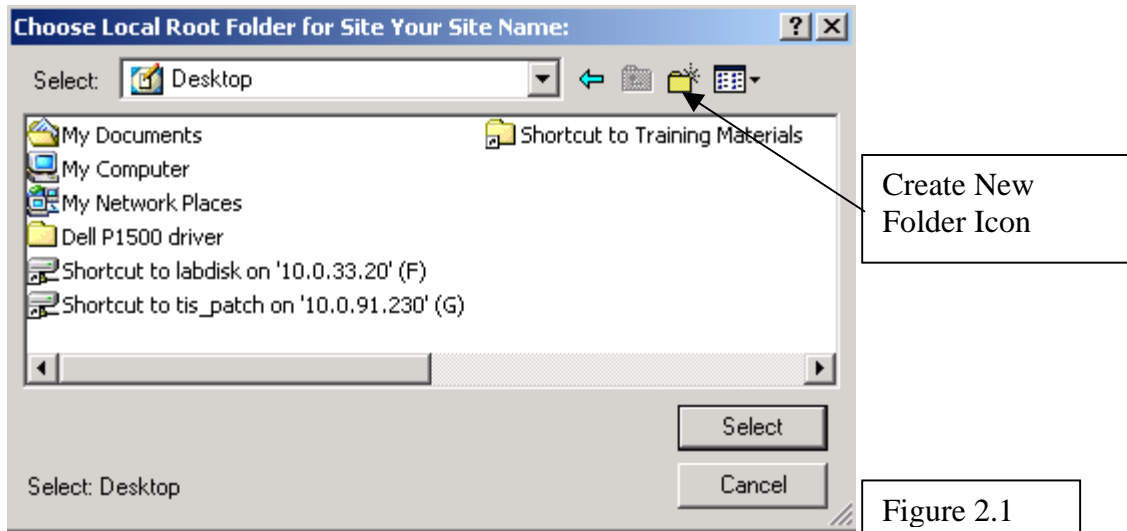 Choose Local Root Folder for Site Your Site Name:
Select: Desktop
My Documents
Shortcut to Training Materials
My Computer
My Network Places
Dell P1500 driver
Shortcut to labdisk on '10.0.33.20' (F)
Shortcut to tis_patch on '10.0.91.230' (G)
Create New
Folder Icon
Select
Select: Desktop
Cancel
Figure 2.1